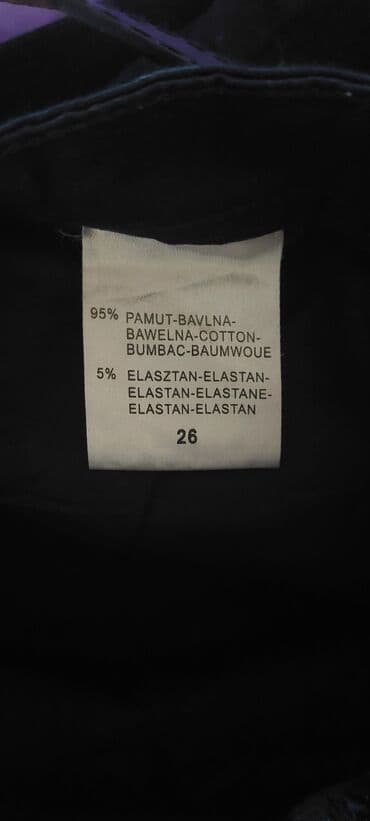 95% PAMUT-BAVLNA-
BAWELNA-COTTON-
BUMBAC-BAUMWOUE
5% ELASZTAN-ELASTAN-
ELASTAN-ELASTANE-
ELASTAN-ELASTAN
26